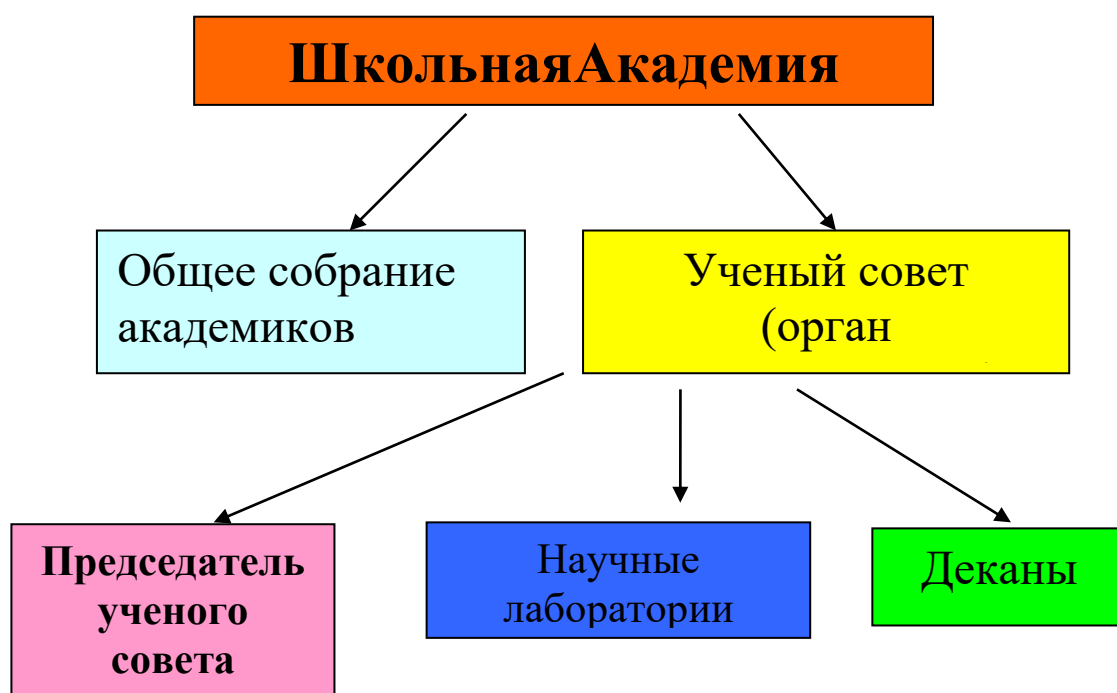 ШкольнаяАкадемия
Общее собрание
академиков
Ученый совет
(орган
Председатель
ученого
совета
Научные
лаборатории
Деканы